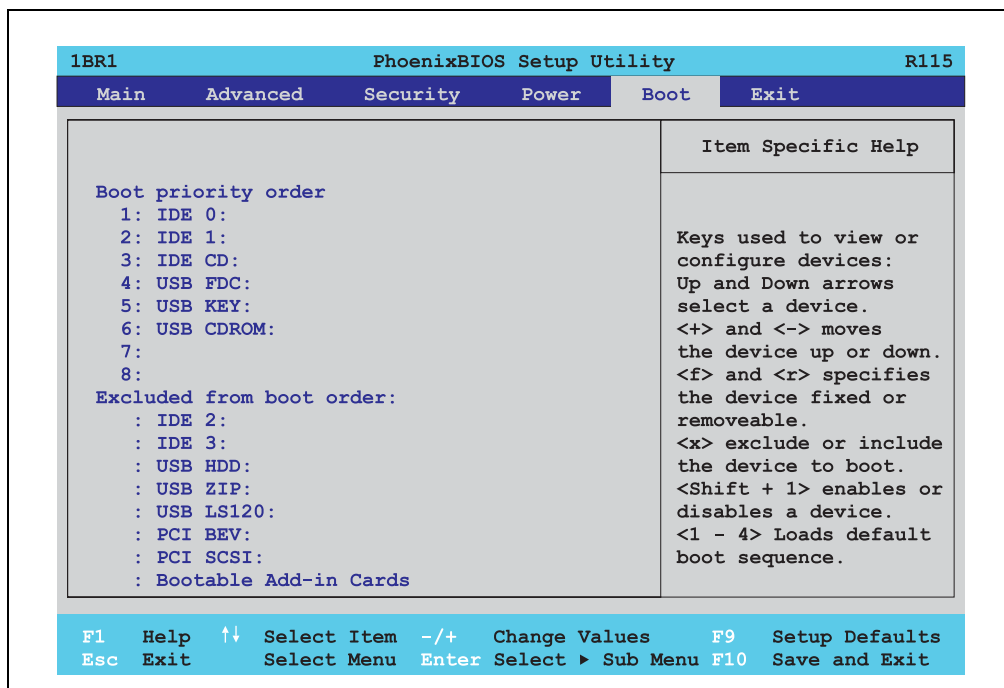 1BR1 PhoenixBIOS Setup Utility R115
Main Advanced Security Power Boot Exit
Item Specific Help
Boot priority order
1: IDE 0:
2: IDE 1:
3: IDE CD:
4: USB FDC:
5: USB KEY:
6: USB CDROM:
7:
8:
Excluded from boot order:
: IDE 2:
: IDE 3:
: USB HDD:
: USB ZIP:
: USB LS120:
: PCI BEV:
: PCI SCSI:
: Bootable Add-in Cards
Keys used to view or
configure devices:
Up and Down arrows
select a device.
<+> and <-> moves
the device up or down.
<f> and <r> specifies
the device fixed or
removeable.
<x> exclude or include
the device to boot.
<Shift + 1> enables or
disables a device.
<1 - 4> Loads default
boot sequence.
F1 Help ↑↓ Select Item -/+ Change Values F9 Setup Defaults
Esc Exit Select Menu Enter Select ▶ Sub Menu F10 Save and Exit